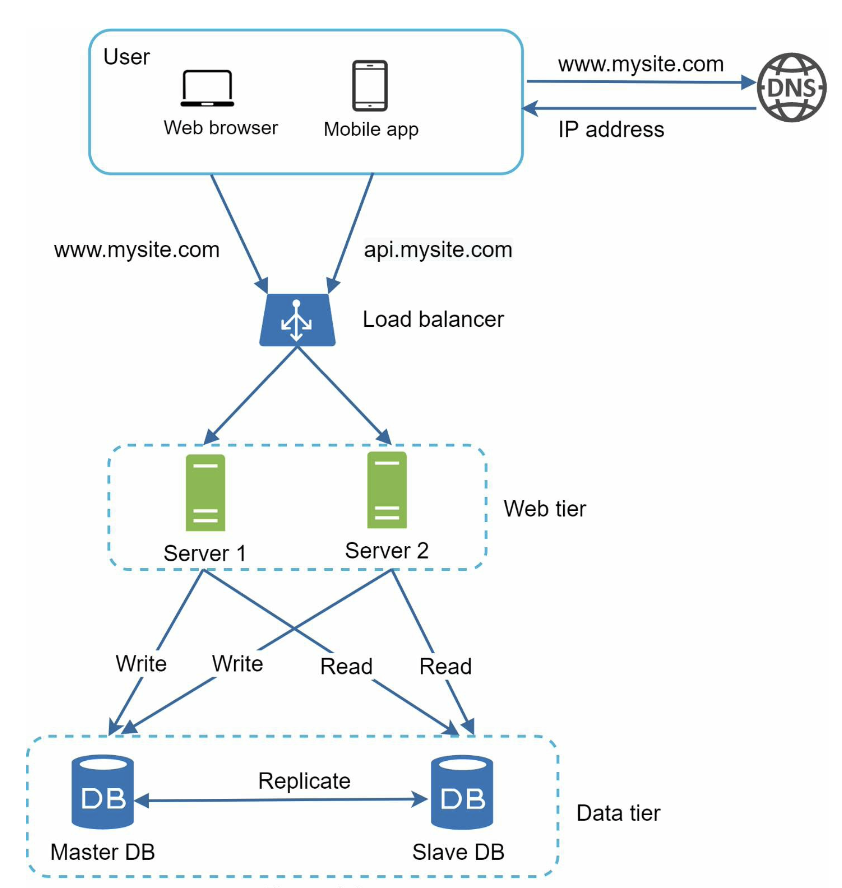 User
www.mysite.com
DNS
Web browser
Mobile app
IP address
www.mysite.com
api.mysite.com
Load balancer
Web tier
Server 1
Server 2
Write
Write
Read
Read
Replicate
DB
DB
Data tier
Master DB
Slave DB